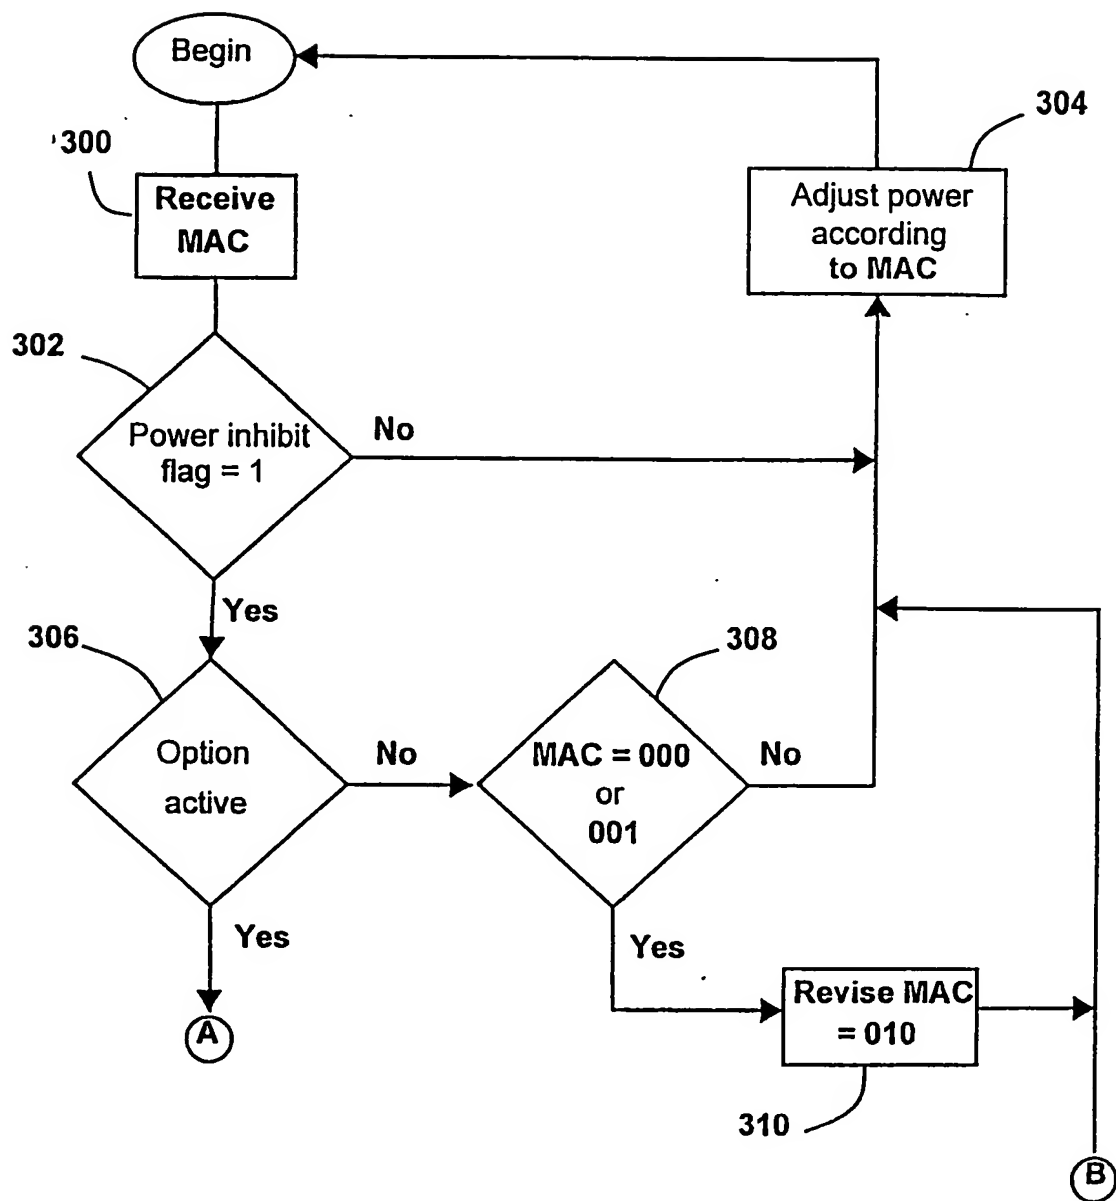 Begin
304
300
Receive
MAC
Adjust power
according
to MAC
302
Power inhibit
flag = 1
No
Yes
306
308
Option
active
No
MAC = 000
or
001
No
Yes
Yes
A
Revise MAC
= 010
310
B